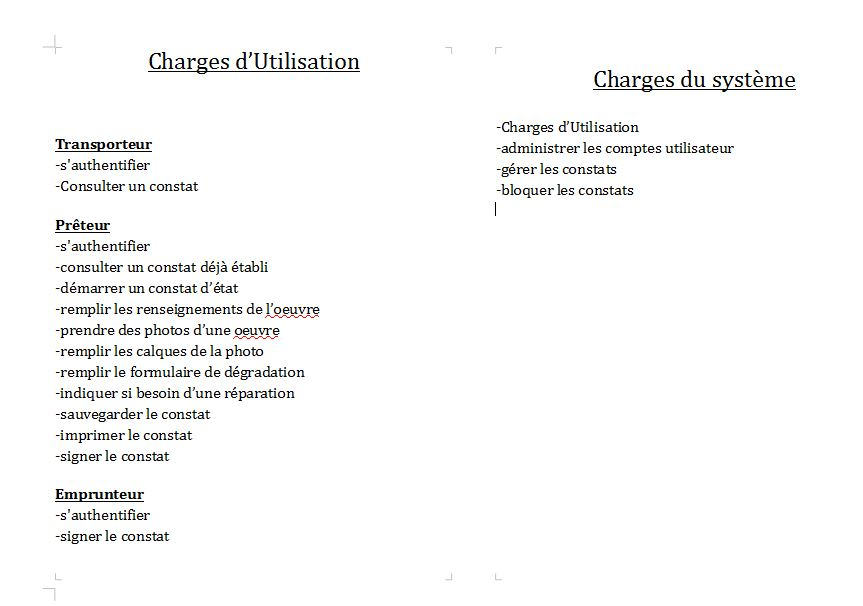 Charges d’Utilisation
Transporteur
-s'authentifier
-Consulter un constat
Prêteur
-s'authentifier
-consulter un constat déjà établi
-démarrer un constat d’état
-remplir les renseignements de l’oeuvre
-prendre des photos d’une oeuvre
-remplir les calques de la photo
-remplir le formulaire de dégradation
-indiquer si besoin d’une réparation
-sauvegarder le constat
-imprimer le constat
-signer le constat
Emprunteur
-s'authentifier
-signer le constat
Charges du système
-Charges d’Utilisation
-administrer les comptes utilisateur
-gérer les constats
-bloquer les constats